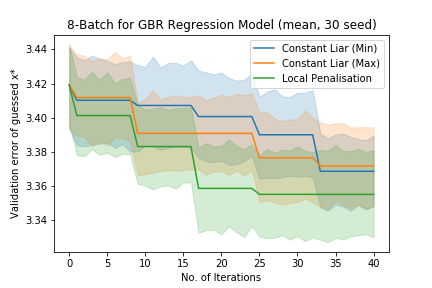 8-Batch for GBR Regression Model (mean, 30 seed)
Validation error of guessed x*
3.44
3.42
3.40
3.38
3.36
3.34
Constant Liar (Min)
Constant Liar (Max)
Local Penalisation
0 5 10 15 20 25 30 35 40
No. of Iterations